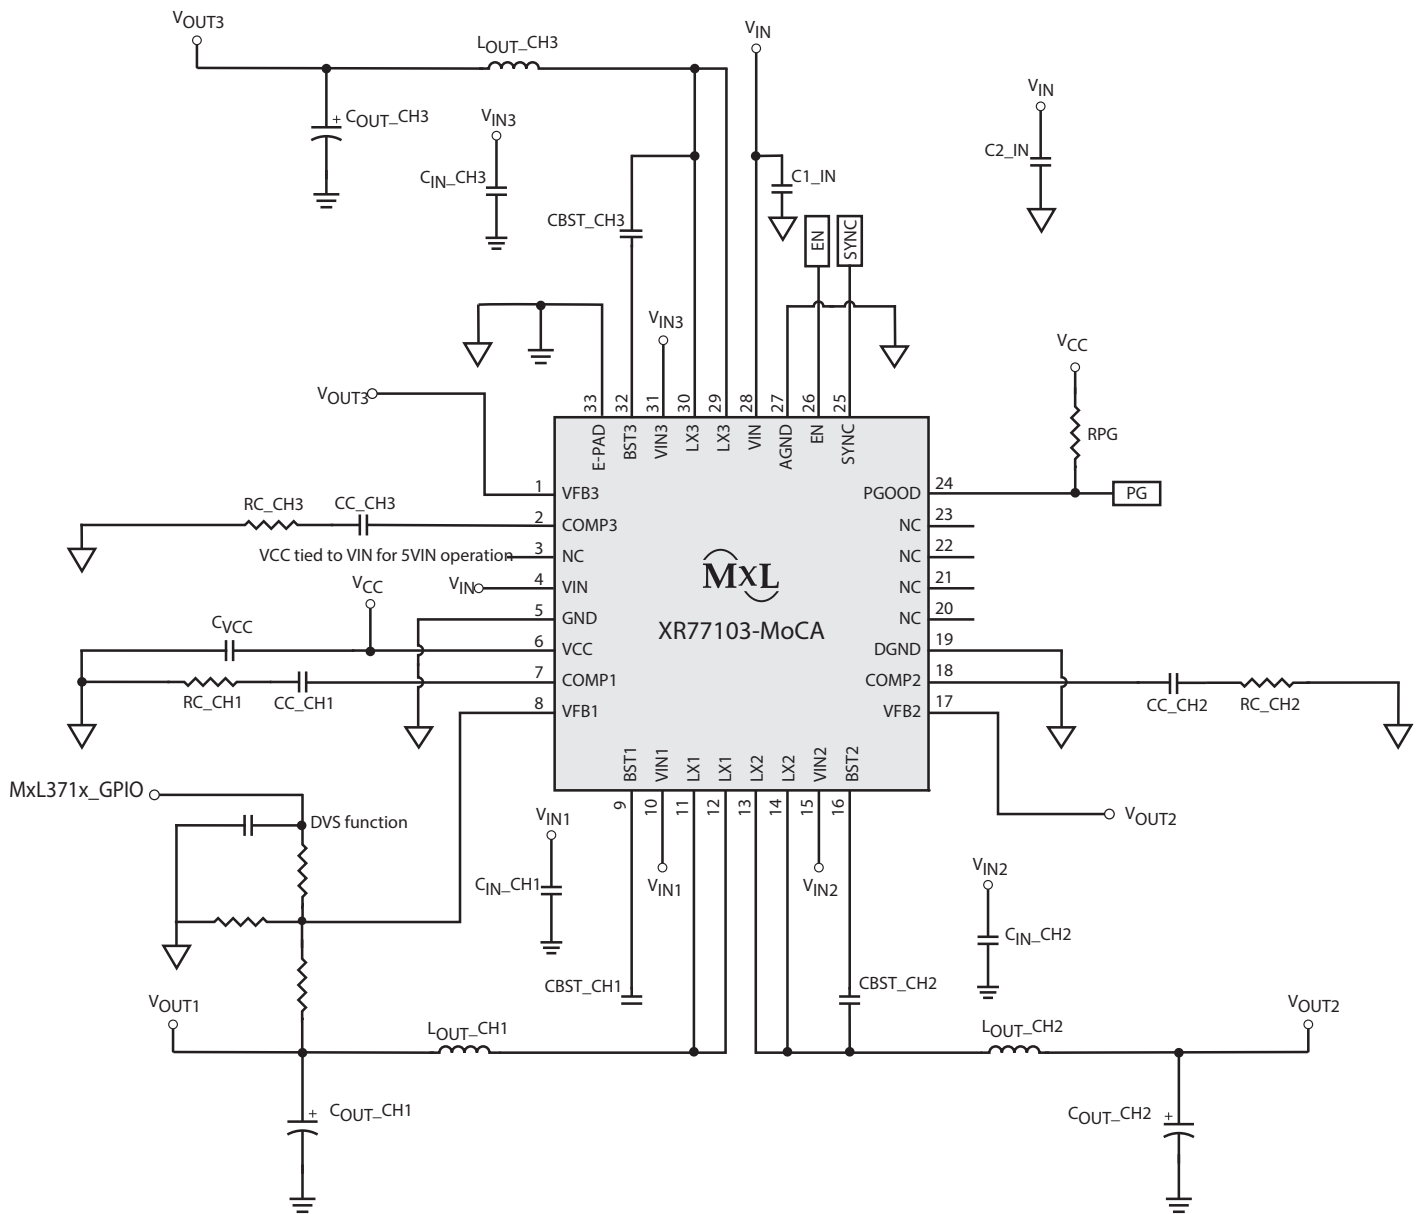 VOUT3
LOUT_CH3
VIN
COUT_CH3
+
VIN3
CIN_CH3
CBST_CH3
C1_IN
VIN
C2_IN
EN
SYNC
VIN3
VCC
RPG
PG
VOUT3
33
32
31
30
29
28
27
26
25
E-PAD
BST3
VIN3
LX3
LX3
VIN
AGND
EN
SYNC
1 VFB3
RC_CH3 CC_CH3 2 COMP3
VCC tied to VIN for 5VIN operation 3 NC
VIN 4 VIN
5 GND
VCC
CVCC
6 VCC
RC_CH1 CC_CH1 7 COMP1
8 VFB1
MxL
XR77103-MoCA
PGOOD 24
NC 23
NC 22
NC 21
NC 20
DGND 19
COMP2 18
CC_CH2 RC_CH2
VFB2 17
VOUT2
BST1
VIN1
LX1
LX1
LX2
LX2
VIN2
BST2
9
10
11
12
13
14
15
16
MxL371x_GPIO
DVS function
VIN1
CIN_CH1
VIN1
VIN2
VIN2
CIN_CH2
CBST_CH1
CBST_CH2
VOUT1
LOUT_CH1
LOUT_CH2
VOUT2
+
COUT_CH1
COUT_CH2
+